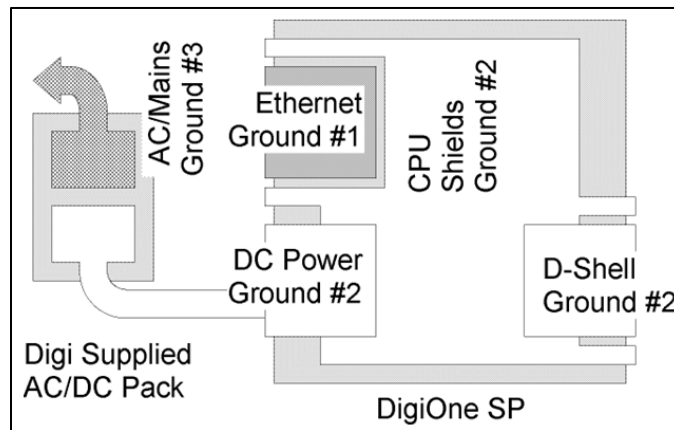 AC/Mains
Ground #3
Ethernet
Ground #1
CPU
Shields
Ground #2
DC Power
Ground #2
D-Shell
Ground #2
Digi Supplied
AC/DC Pack
DigiOne SP